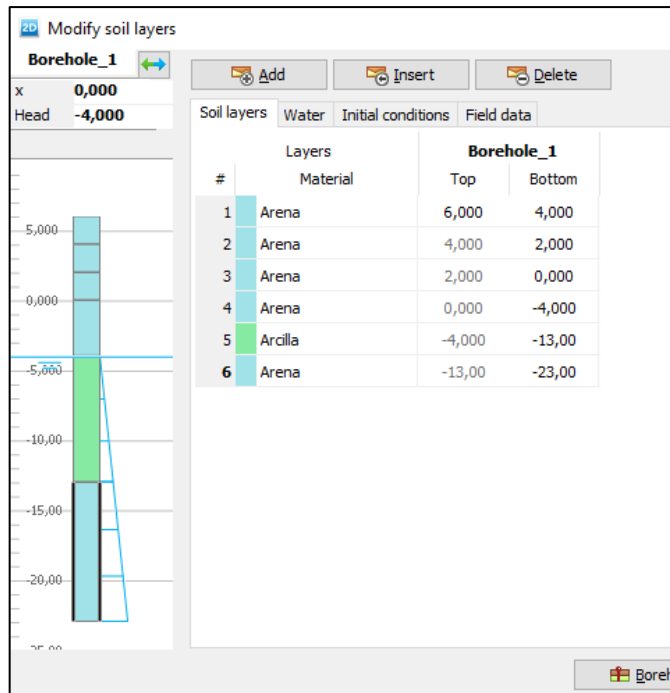 2D Modify soil layers
Borehole_1
x 0,000
Head -4,000
Add Insert Delete
Soil layers Water Initial conditions Field data
Layers Borehole_1
# Material Top Bottom
1 Arena 6,000 4,000
2 Arena 4,000 2,000
3 Arena 2,000 0,000
4 Arena 0,000 -4,000
5 Arcilla -4,000 -13,00
6 Arena -13,00 -23,00
5,000
0,000
-5,000
-10,00
-15,00
-20,00